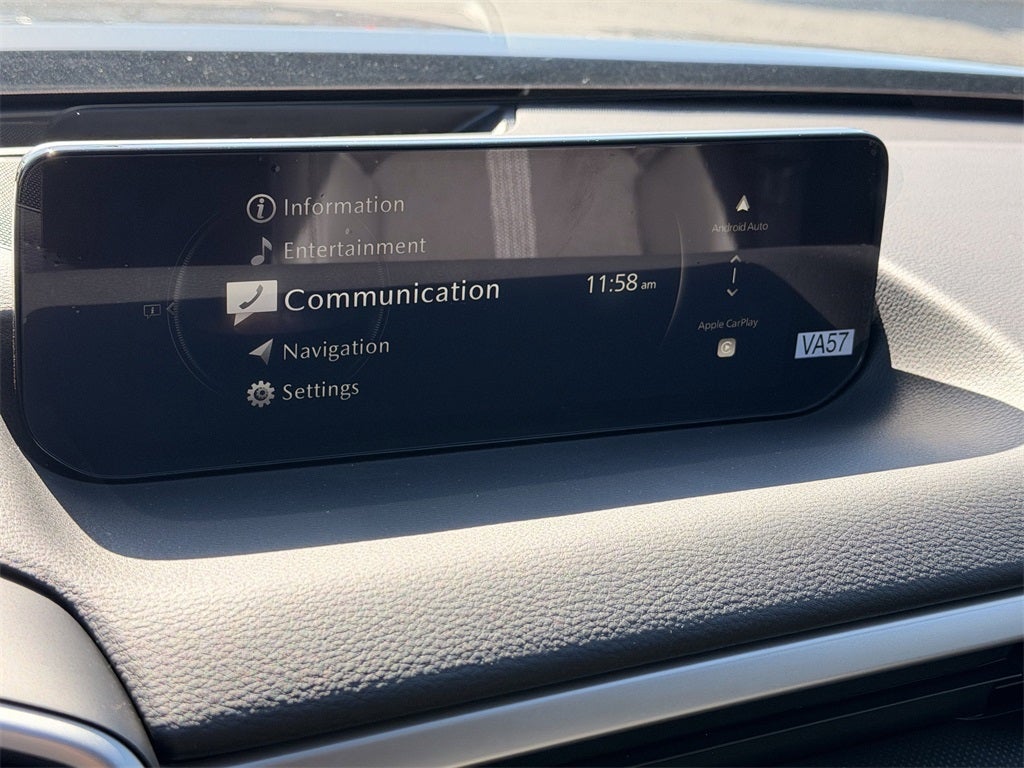 Information
Entertainment
Communication
Navigation
Settings
11:58 am
Android Auto
Apple CarPlay
VA57